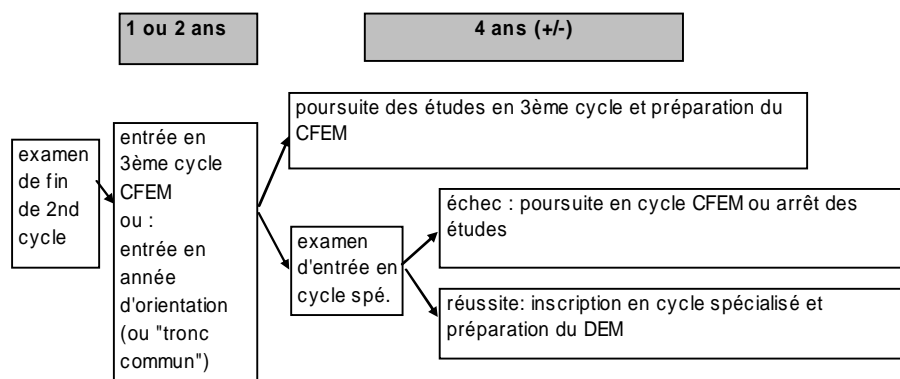 1 ou 2 ans
4 ans (+/-)
examen
de fin
de 2nd
cycle
entrée en
3ème cycle
CFEM
ou :
entrée en
année
d'orientation
(ou "tronc
commun")
poursuite des études en 3ème cycle et préparation du
CFEM
examen
d'entrée en
cycle spé.
échec : poursuite en cycle CFEM ou arrêt des
études
réussite: inscription en cycle spécialisé et
préparation du DEM